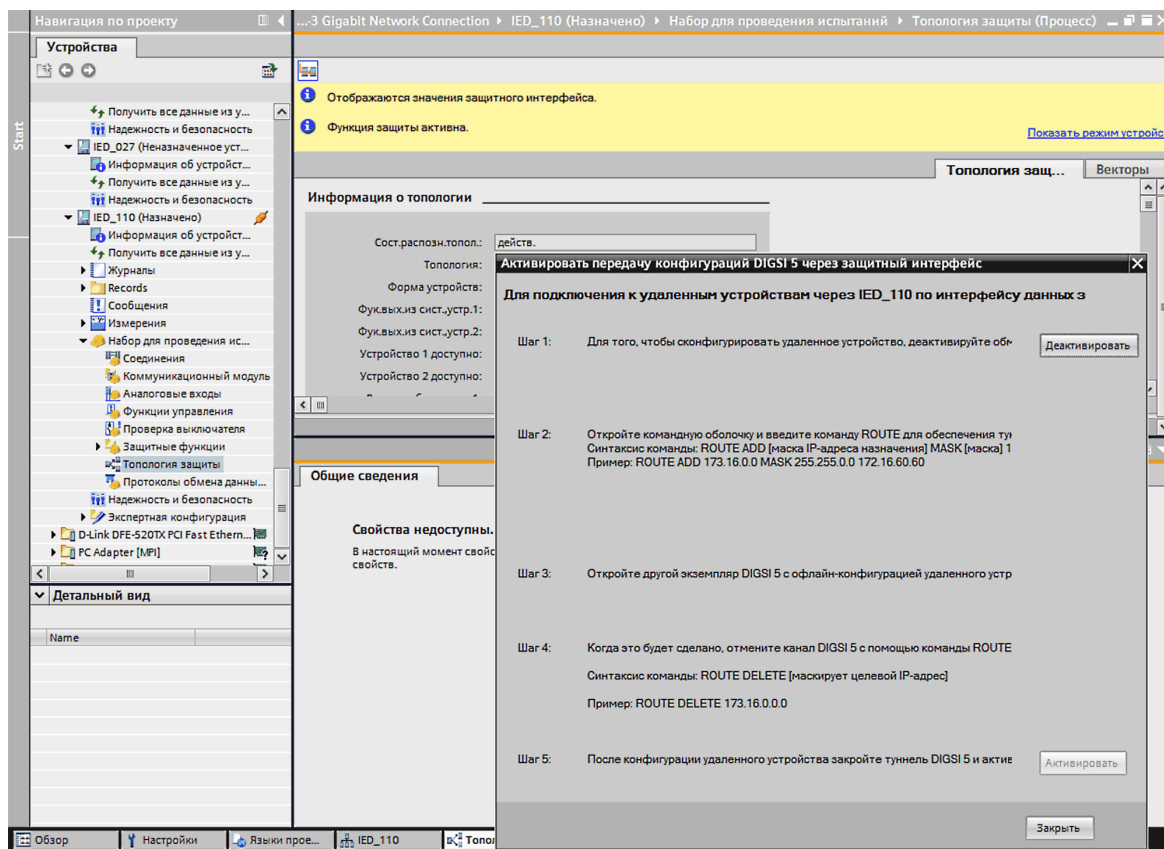 Навигация по проекту
...-3 Gigabit Network Connection ▸ IED_110 (Назначено) ▸ Набор для проведения испытаний ▸ Топология защиты (Процесс)
Start
Устройства
Получить все данные из у...
Надежность и безопасность
IED_027 (Неназначенное уст...
Информация об устройст...
Получить все данные из у...
Надежность и безопасность
IED_110 (Назначено)
Информация об устройст...
Получить все данные из у...
Журналы
Records
Сообщения
Измерения
Набор для проведения ис...
Соединения
Коммуникационный модуль
Аналоговые входы
Функции управления
Проверка выключателя
Защитные функции
Топология защиты
Протоколы обмена данны...
Надежность и безопасность
Экспертная конфигурация
D-Link DFE-520TX PCI Fast Ethern...
PC Adapter [MPI]
Детальный вид
Name
Отображаются значения защитного интерфейса.
Функция защиты активна.
Показать режим устройс
Топология защ...
Векторы
Информация о топологии
Сост.распозн.топол.: действ.
Топология:
Форма устройств:
Фук.вых.из сист.,устр.1:
Фук.вых.из сист.,устр.2:
Устройство 1 доступно:
Устройство 2 доступно:
Общие сведения
Свойства недоступны.
В настоящий момент свойс
свойств.
Активировать передачу конфигураций DIGSI 5 через защитный интерфейс
Для подключения к удаленным устройствам через IED_110 по интерфейсу данных з
Шаг 1: Для того, чтобы сконфигурировать удаленное устройство, деактивируйте обм
Деактивировать
Шаг 2: Откройте командную оболочку и введите команду ROUTE для обеспечения тун
Синтаксис команды: ROUTE ADD [маска IP-адреса назначения] MASK [маска] 1
Пример: ROUTE ADD 173.16.0.0 MASK 255.255.0.0 172.16.60.60
Шаг 3: Откройте другой экземпляр DIGSI 5 с офлайн-конфигурацией удаленного устр
Шаг 4: Когда это будет сделано, отмените канал DIGSI 5 с помощью команды ROUTE
Синтаксис команды: ROUTE DELETE [маскирует целевой IP-адрес]
Пример: ROUTE DELETE 173.16.0.0.0
Шаг 5: После конфигурации удаленного устройства закройте туннель DIGSI 5 и актив
Активировать
Закрыть
Обзор
Настройки
Языки прое...
IED_110
Топол